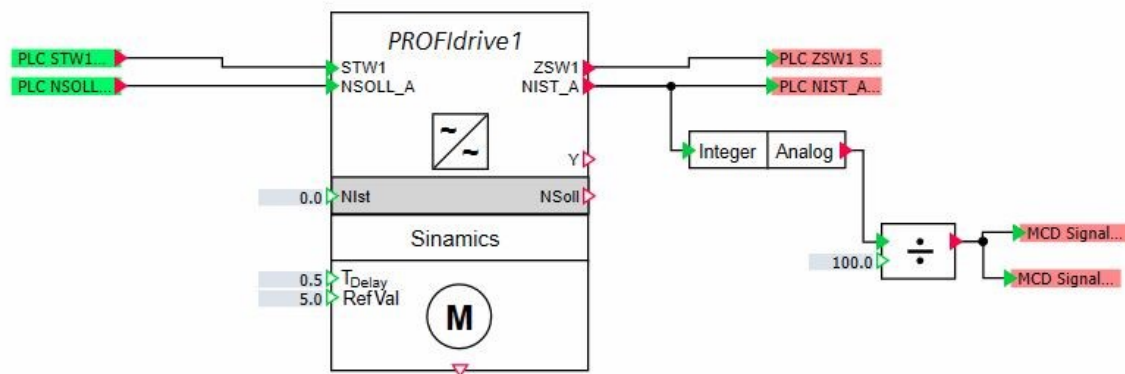 PROFIdrive1
PLC STW1...
STW1
ZSW1
PLC ZSW1 S...
PLC NSOLL...
NSOLL_A
NIST_A
PLC NIST_A...
~
~
Y
Integer
Analog
0.0
NIst
NSoll
Sinamics
÷
100.0
MCD Signal...
MCD Signal...
0.5
TDelay
5.0
RefVal
M